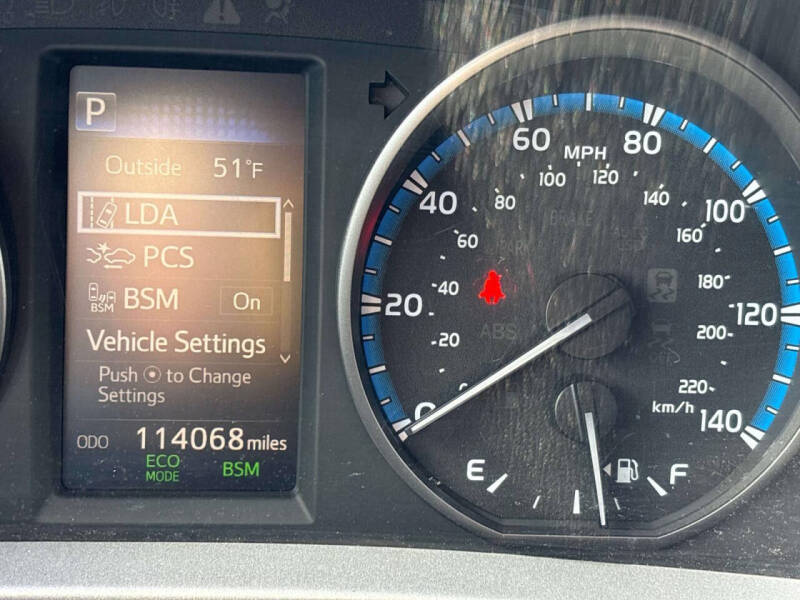 P
Outside 51°F
LDA
PCS
BSM BSM On
Vehicle Settings
Push to Change
Settings
ODO 114068 miles
ECO
MODE
BSM
MPH
0
20
40
60
80
100
120
140
20
40
60
80
100
120
140
160
180
200
220
km/h
BRAKE
PARK
ABS
E
F